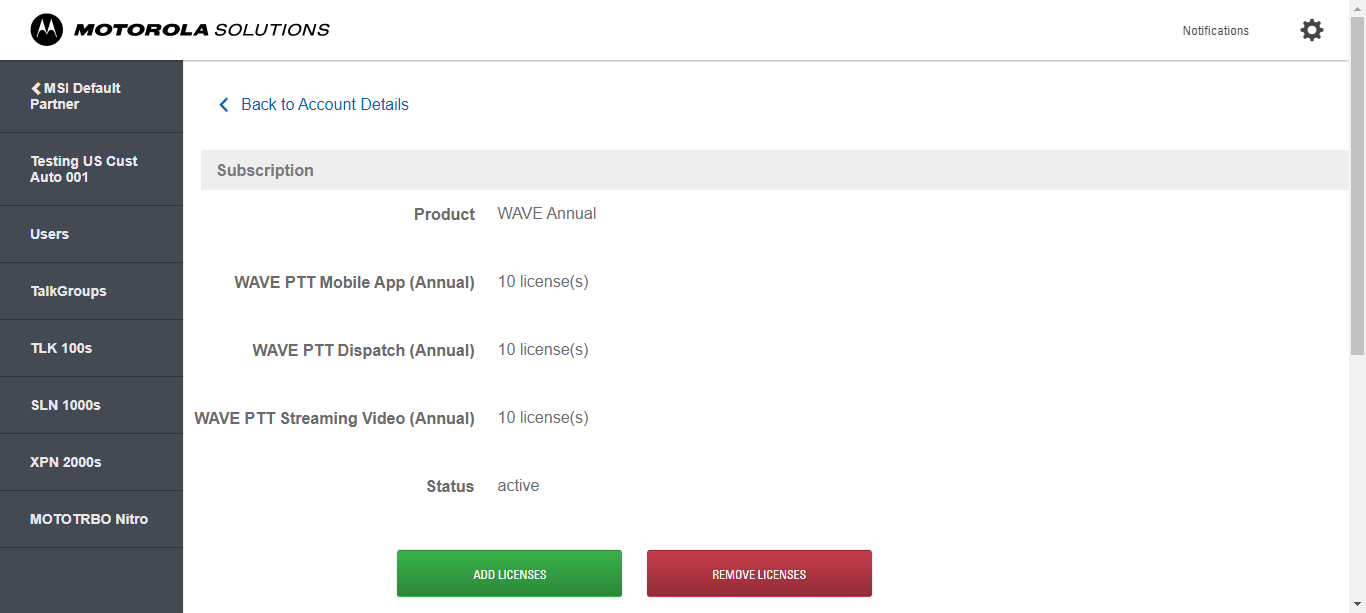 MOTOROLA SOLUTIONS
Notifications
MSI Default
Partner
Testing US Cust
Auto 001
Users
TalkGroups
TLK 100s
SLN 1000s
XPN 2000s
MOTOTRBO Nitro
Back to Account Details
Subscription
Product WAVE Annual
WAVE PTT Mobile App (Annual) 10 license(s)
WAVE PTT Dispatch (Annual) 10 license(s)
WAVE PTT Streaming Video (Annual) 10 license(s)
Status active
ADD LICENSES REMOVE LICENSES